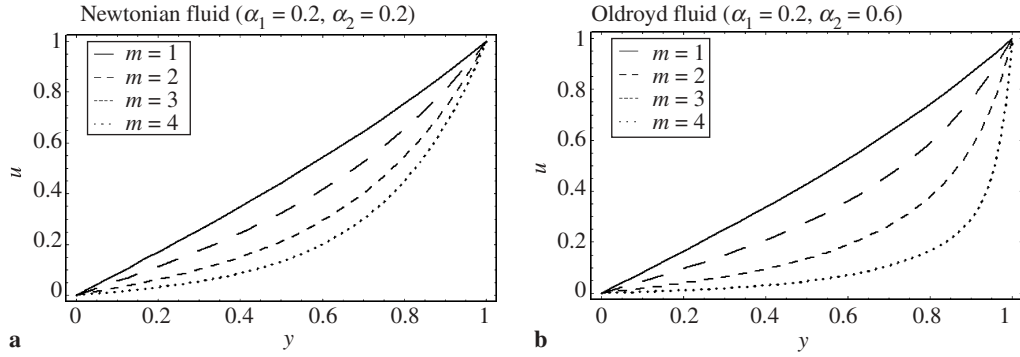 Newtonian fluid (α1 = 0.2, α2 = 0.2)
1
0.8
0.6
0.4
0.2
0
u
m = 1
m = 2
m = 3
m = 4
0
0.2
0.4
0.6
0.8
1
y
a
Oldroyd fluid (α1 = 0.2, α2 = 0.6)
1
0.8
0.6
0.4
0.2
0
u
m = 1
m = 2
m = 3
m = 4
0
0.2
0.4
0.6
0.8
1
y
b